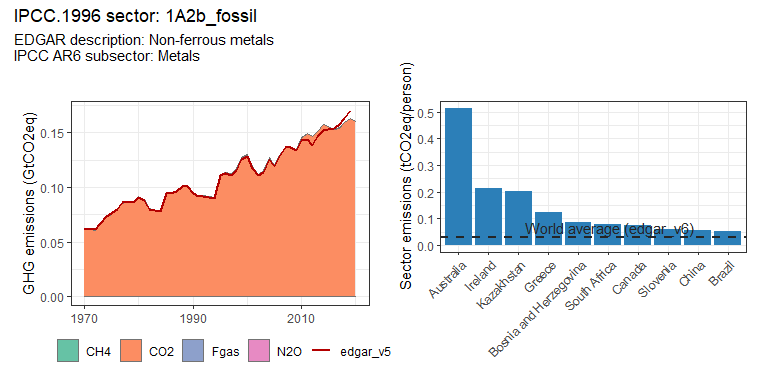 IPCC.1996 sector: 1A2b_fossil
EDGAR description: Non-ferrous metals
IPCC AR6 subsector: Metals
GHG emissions (GtCO2eq)
0.15
0.10
0.05
0.00
1970
1990
2010
CH4
CO2
Fgas
N2O
edgar_v5
Sector emissions (tCO2eq/person)
0.5
0.4
0.3
0.2
0.1
0.0
World average (edgar_v6)
Australia
Ireland
Kazakhstan
Greece
Bosnia and Herzegovina
South Africa
Canada
Slovenia
China
Brazil